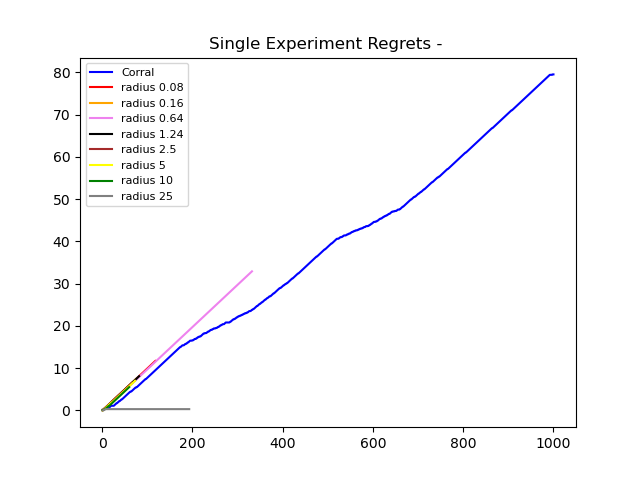 Single Experiment Regrets -
Corral
radius 0.08
radius 0.16
radius 0.64
radius 1.24
radius 2.5
radius 5
radius 10
radius 25
80
70
60
50
40
30
20
10
0
0 200 400 600 800 1000